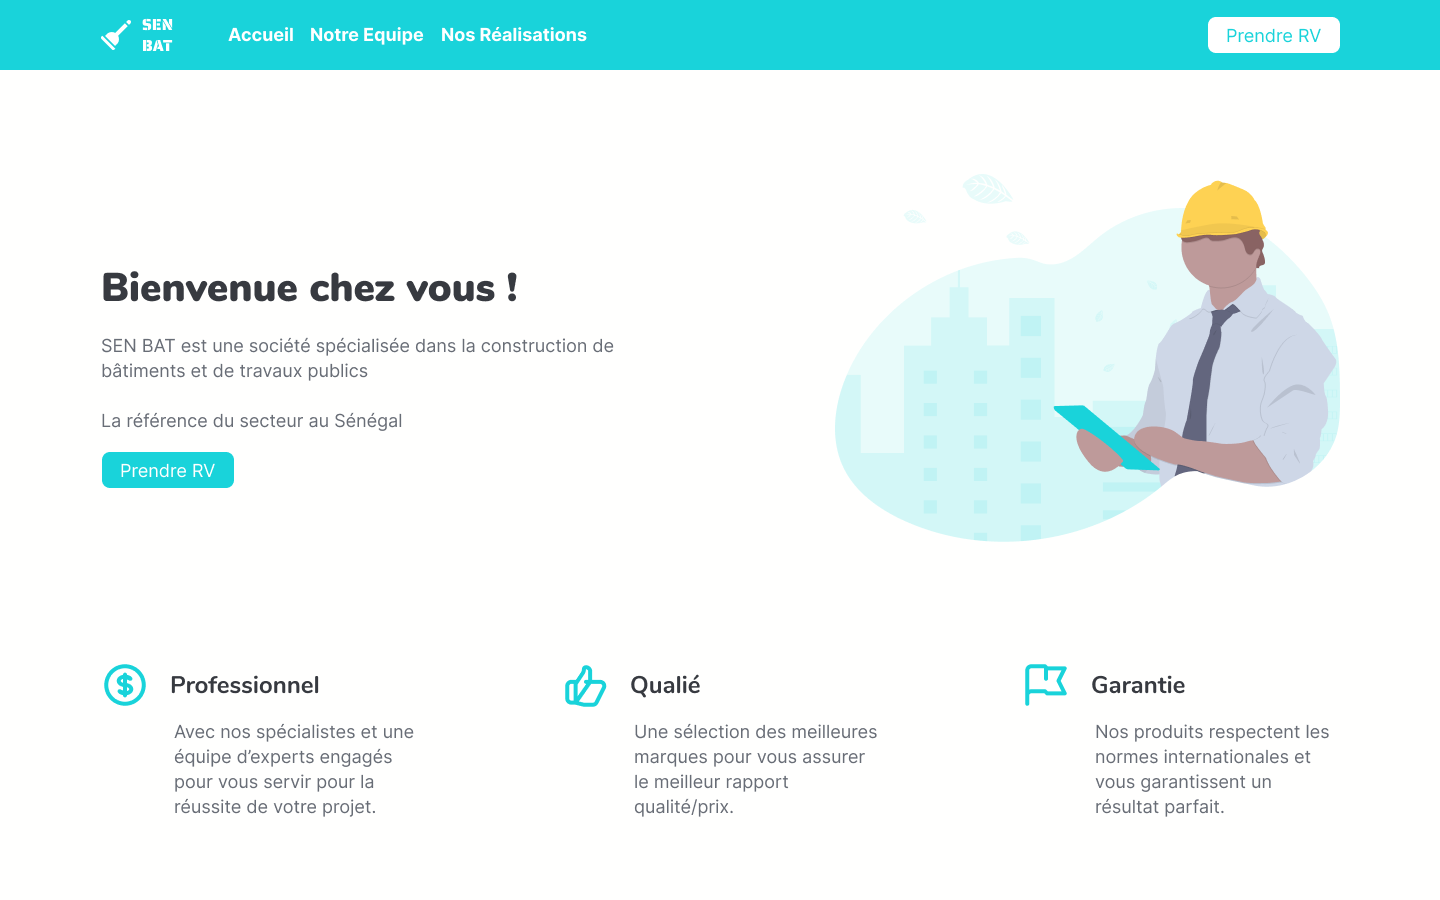 SEN
BAT
Accueil Notre Equipe Nos Réalisations
Prendre RV
Bienvenue chez vous !
SEN BAT est une société spécialisée dans la construction de
bâtiments et de travaux publics
La référence du secteur au Sénégal
Prendre RV
Professionnel
Avec nos spécialistes et une
équipe d’experts engagés
pour vous servir pour la
réussite de votre projet.
Qualié
Une sélection des meilleures
marques pour vous assurer
le meilleur rapport
qualité/prix.
Garantie
Nos produits respectent les
normes internationales et
vous garantissent un
résultat parfait.